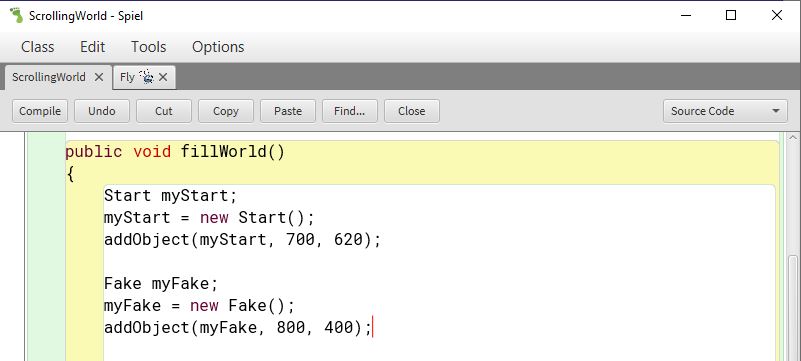 ScrollingWorld - Spiel
Class Edit Tools Options
ScrollingWorld Fly
Compile Undo Cut Copy Paste Find... Close Source Code
public void fillWorld()
{
Start myStart;
myStart = new Start();
addObject(myStart, 700, 620);
Fake myFake;
myFake = new Fake();
addObject(myFake, 800, 400);